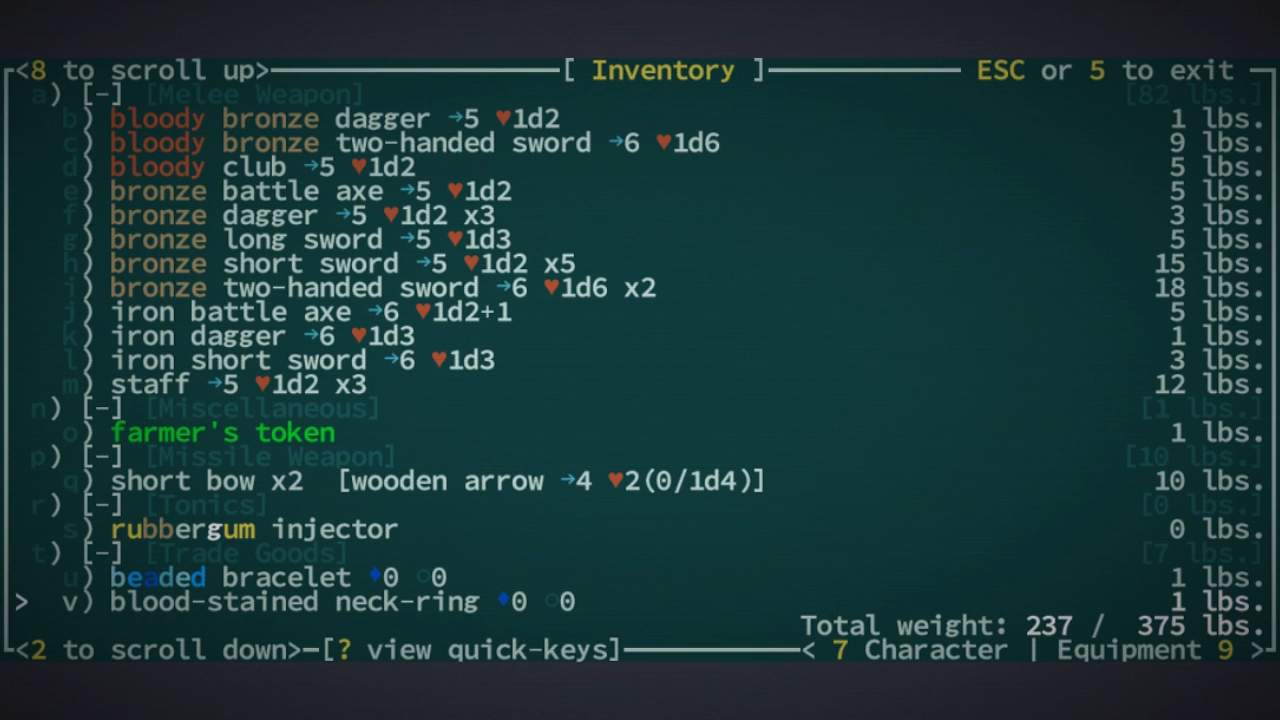 <8 to scroll up> [ Inventory ] ESC or 5 to exit
a) [-] [Melee Weapon] [82 lbs.]
b) bloody bronze dagger →5 ♥1d2 1 lbs.
c) bloody bronze two-handed sword →6 ♥1d6 9 lbs.
d) bloody club →5 ♥1d2 5 lbs.
e) bronze battle axe →5 ♥1d2 5 lbs.
f) bronze dagger →5 ♥1d2 x3 3 lbs.
g) bronze long sword →5 ♥1d3 5 lbs.
h) bronze short sword →5 ♥1d2 x5 15 lbs.
i) bronze two-handed sword →6 ♥1d6 x2 18 lbs.
j) iron battle axe →6 ♥1d2+1 5 lbs.
k) iron dagger →6 ♥1d3 1 lbs.
l) iron short sword →6 ♥1d3 3 lbs.
m) staff →5 ♥1d2 x3 12 lbs.
n) [-] [Miscellaneous] [1 lbs.]
o) farmer's token 1 lbs.
p) [-] [Missile Weapon] [10 lbs.]
q) short bow x2 [wooden arrow →4 ♥2(0/1d4)] 10 lbs.
r) [-] [Tonics] [0 lbs.]
s) rubbergum injector 0 lbs.
t) [-] [Trade Goods] [7 lbs.]
u) beaded bracelet ♦0 ○0 1 lbs.
> v) blood-stained neck-ring ♦0 ○0 1 lbs.
Total weight: 237 / 375 lbs.
<2 to scroll down> [? view quick-keys] < 7 Character | Equipment 9 >